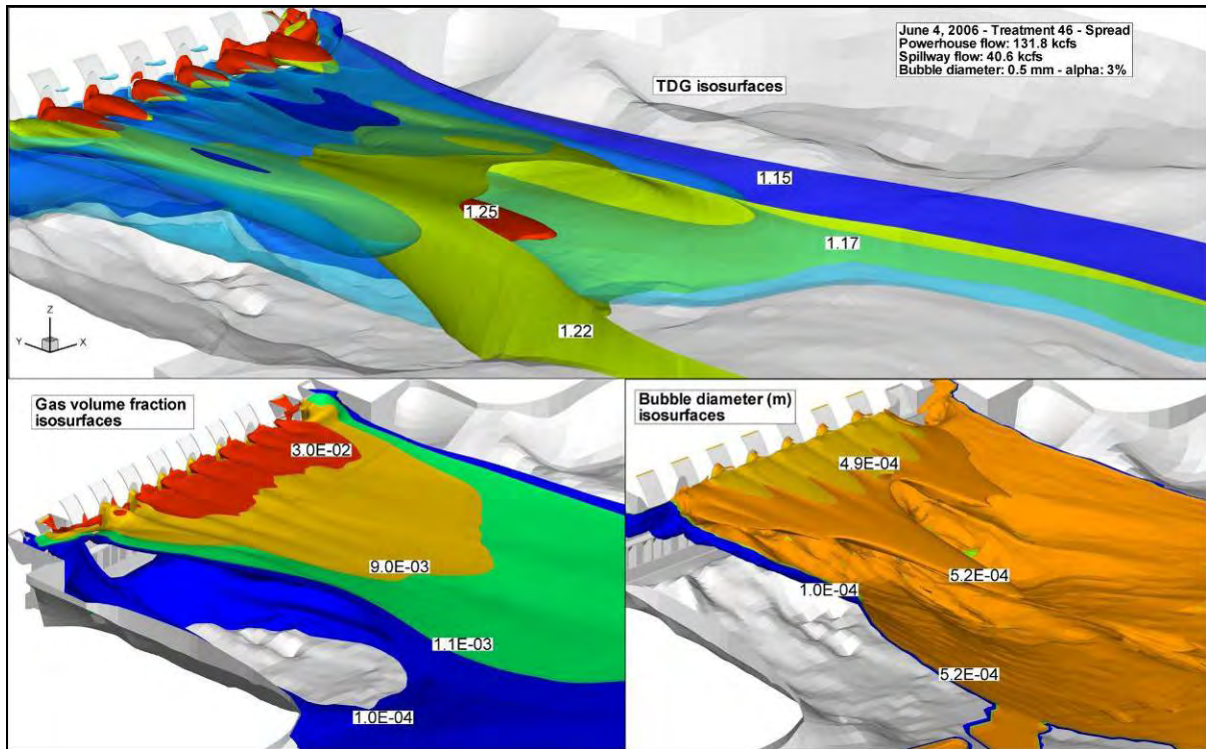 June 4, 2006 - Treatment 46 - Spread
Powerhouse flow: 131.8 kcfs
Spillway flow: 40.6 kcfs
Bubble diameter: 0.5 mm - alpha: 3%
TDG isosurfaces
1.15
1.25
1.17
1.22
Z
Y
X
Gas volume fraction
isosurfaces
3.0E-02
9.0E-03
1.1E-03
1.0E-04
Bubble diameter (m)
isosurfaces
4.9E-04
5.2E-04
1.0E-04
5.2E-04